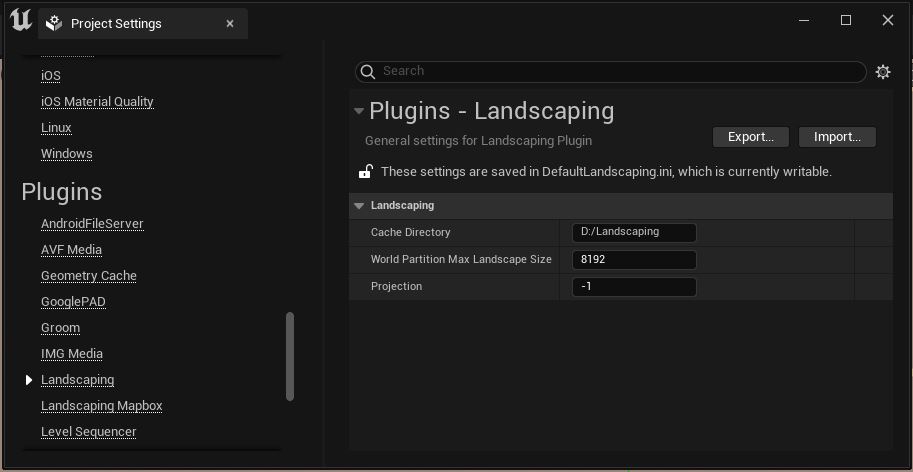 Project Settings
iOS
iOS Material Quality
Linux
Windows
Plugins
AndroidFileServer
AVF Media
Geometry Cache
GooglePAD
Groom
IMG Media
Landscaping
Landscaping Mapbox
Level Sequencer
Search
Plugins - Landscaping
General settings for Landscaping Plugin
Export...
Import...
These settings are saved in DefaultLandscaping.ini, which is currently writable.
Landscaping
Cache Directory
D:/Landscaping
World Partition Max Landscape Size
8192
Projection
-1